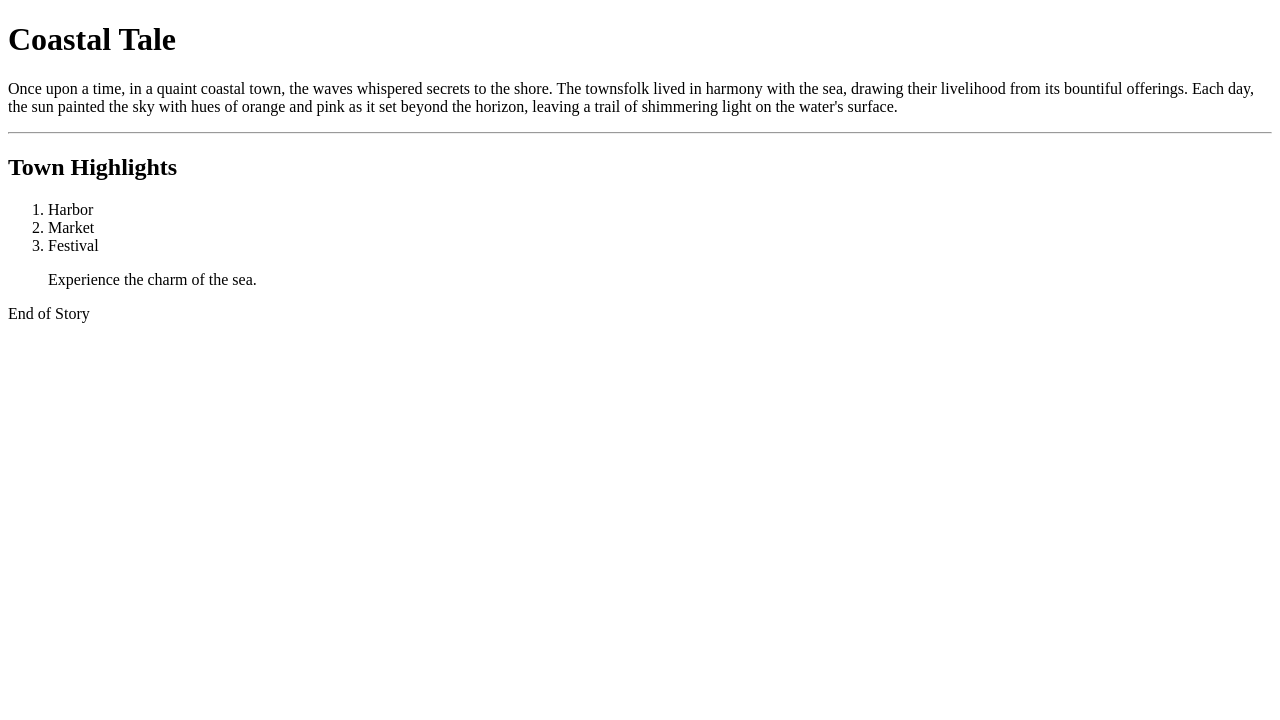 Coastal Tale
Once upon a time, in a quaint coastal town, the waves whispered secrets to the shore. The townsfolk lived in harmony with the sea, drawing their livelihood from its bountiful offerings. Each day,
the sun painted the sky with hues of orange and pink as it set beyond the horizon, leaving a trail of shimmering light on the water's surface.
Town Highlights
1. Harbor
2. Market
3. Festival
Experience the charm of the sea.
End of Story